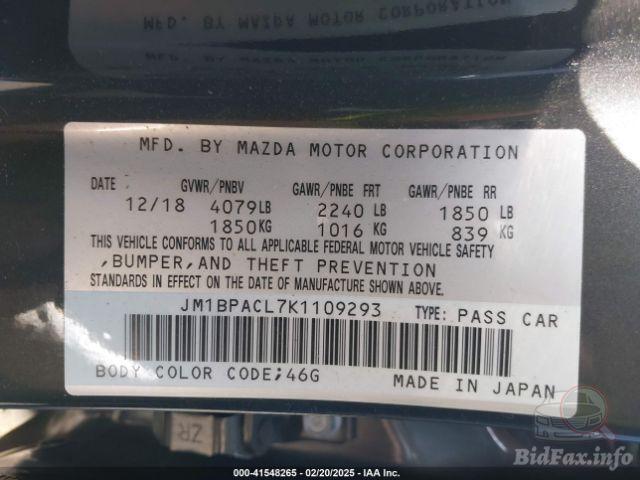 MFD. BY MAZDA MOTOR CORPORATION
DATE GVWR/PNBV GAWR/PNBE FRT GAWR/PNBE RR
12/18 4079LB 2240 LB 1850 LB
1850KG 1016 KG 839 KG
THIS VEHICLE CONFORMS TO ALL APPLICABLE FEDERAL MOTOR VEHICLE SAFETY
,BUMPER,AND THEFT PREVENTION
STANDARDS IN EFFECT ON THE DATE OF MANUFACTURE SHOWN ABOVE.
JM1BPACL7K1109293 TYPE: PASS CAR
BODY COLOR CODE;46G MADE IN JAPAN
ZR
000-41548265 - 02/20/2025 - IAA Inc.
BidFax.info